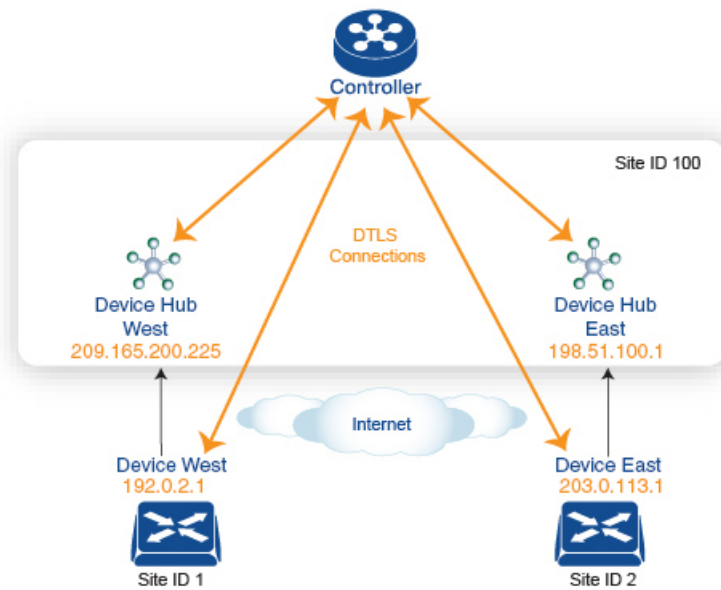 Controller
Site ID 100
DTLS
Connections
Device Hub
West
209.165.200.225
Device Hub
East
198.51.100.1
Internet
Device West
192.0.2.1
Device East
203.0.113.1
Site ID 1
Site ID 2